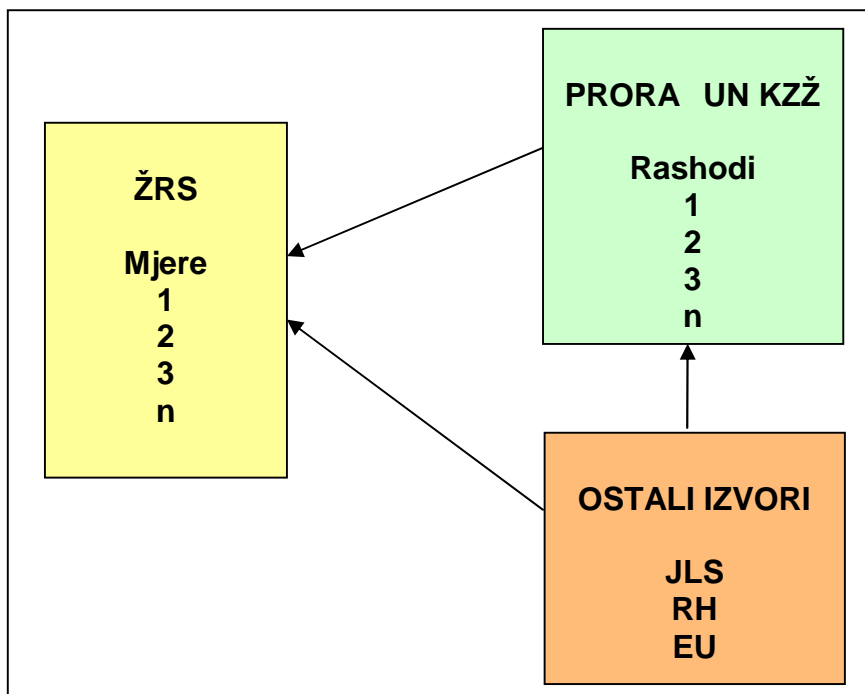 ŽRS
Mjere
1
2
3
n
PRORA UN KZŽ
Rashodi
1
2
3
n
OSTALI IZVORI
JLS
RH
EU